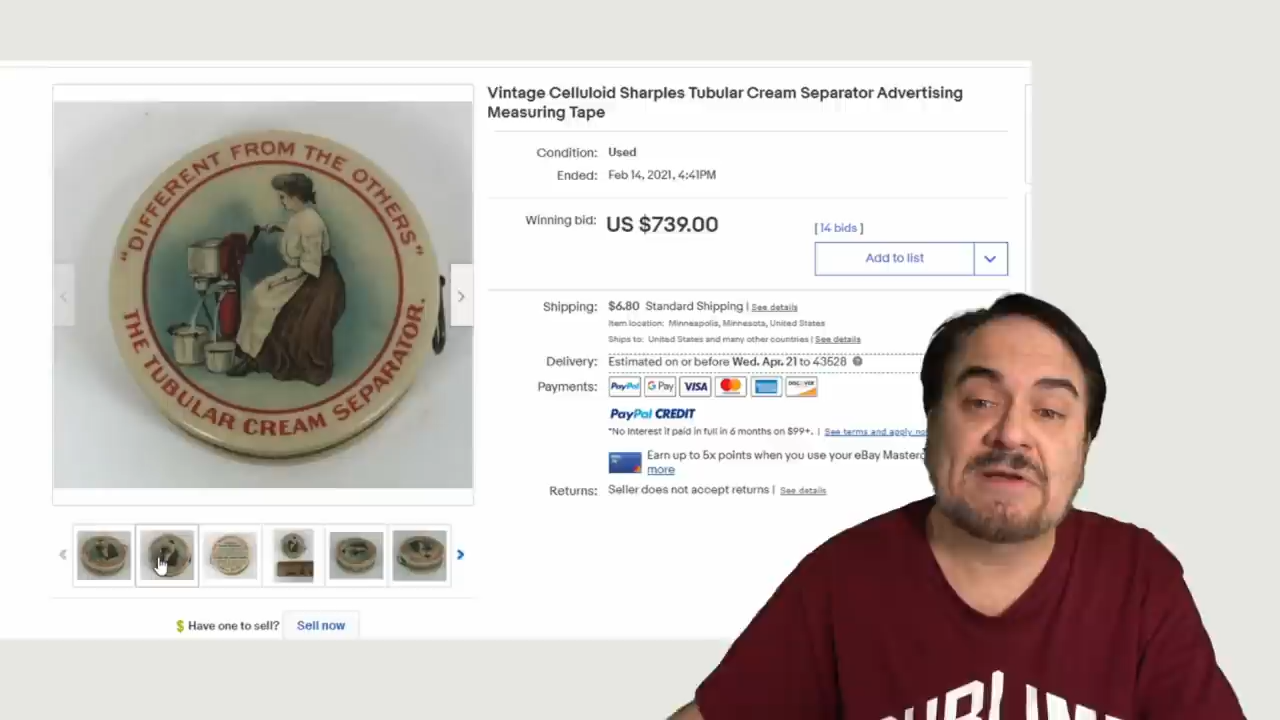 "DIFFERENT FROM THE OTHERS"
THE TUBULAR CREAM SEPARATOR.
Vintage Celluloid Sharples Tubular Cream Separator Advertising
Measuring Tape
Condition: Used
Ended: Feb 14, 2021, 4:41PM
Winning bid: US $739.00
[ 14 bids ]
Add to list
Shipping: $6.80 Standard Shipping | See details
Item location: Minneapolis, Minnesota, United States
Ships to: United States and many other countries | See details
Delivery: Estimated on or before Wed. Apr. 21 to 43528
Payments: PayPal G Pay VISA MasterCard DISCOVER
PayPal CREDIT
*No Interest if paid in full in 6 months on $99+. | See terms and apply
Earn up to 5x points when you use your eBay
more
Returns: Seller does not accept returns | See details
$ Have one to sell? Sell now